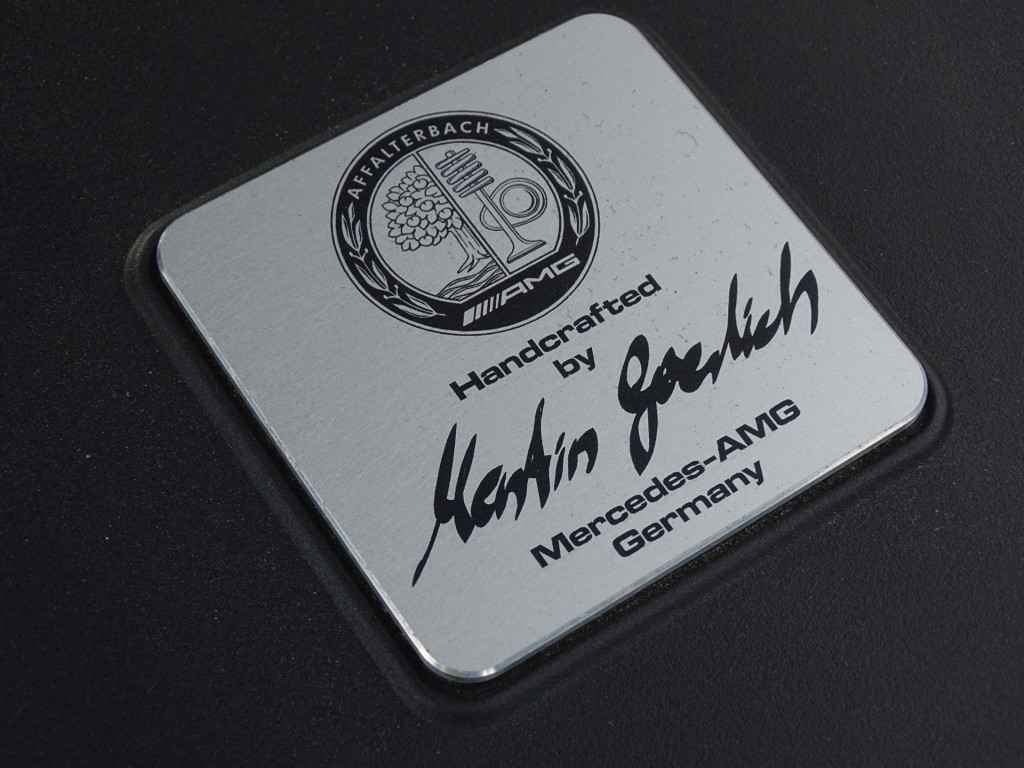 AFFALTERBACH
AMG
Handcrafted
by
Martin Goerlich
Mercedes-AMG
Germany